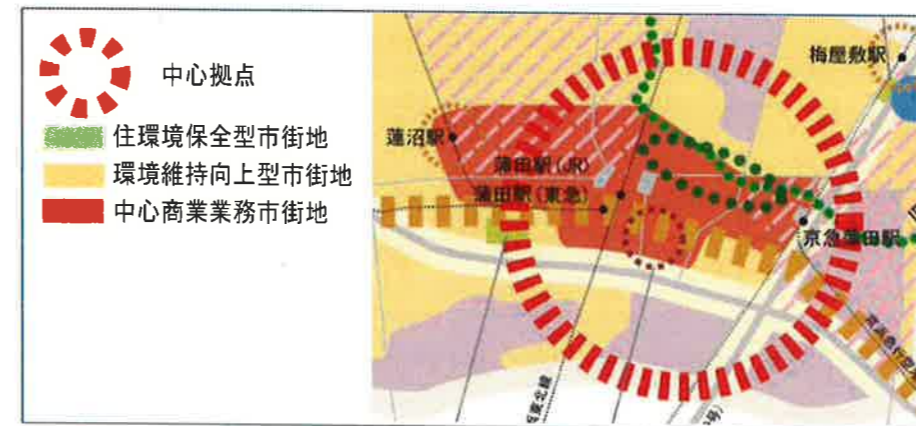 中心拠点
住環境保全型市街地
環境維持向上型市街地
中心商業業務市街地
梅屋敷駅
蓮沼駅
蒲田駅(JR)
蒲田駅(東急)
京急蒲田駅